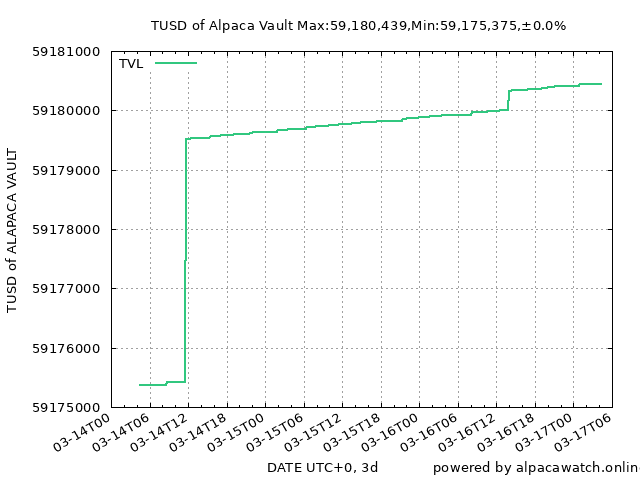 TUSD of Alpaca Vault Max:59,180,439,Min:59,175,375,±0.0%
TVL
59181000
59180000
59179000
59178000
59177000
59176000
59175000
TUSD of ALAPACA VAULT
03-14T00
03-14T06
03-14T12
03-14T18
03-15T00
03-15T06
03-15T12
03-15T18
03-16T00
03-16T06
03-16T12
03-16T18
03-17T00
03-17T06
DATE UTC+0, 3d
powered by alpacawatch.online